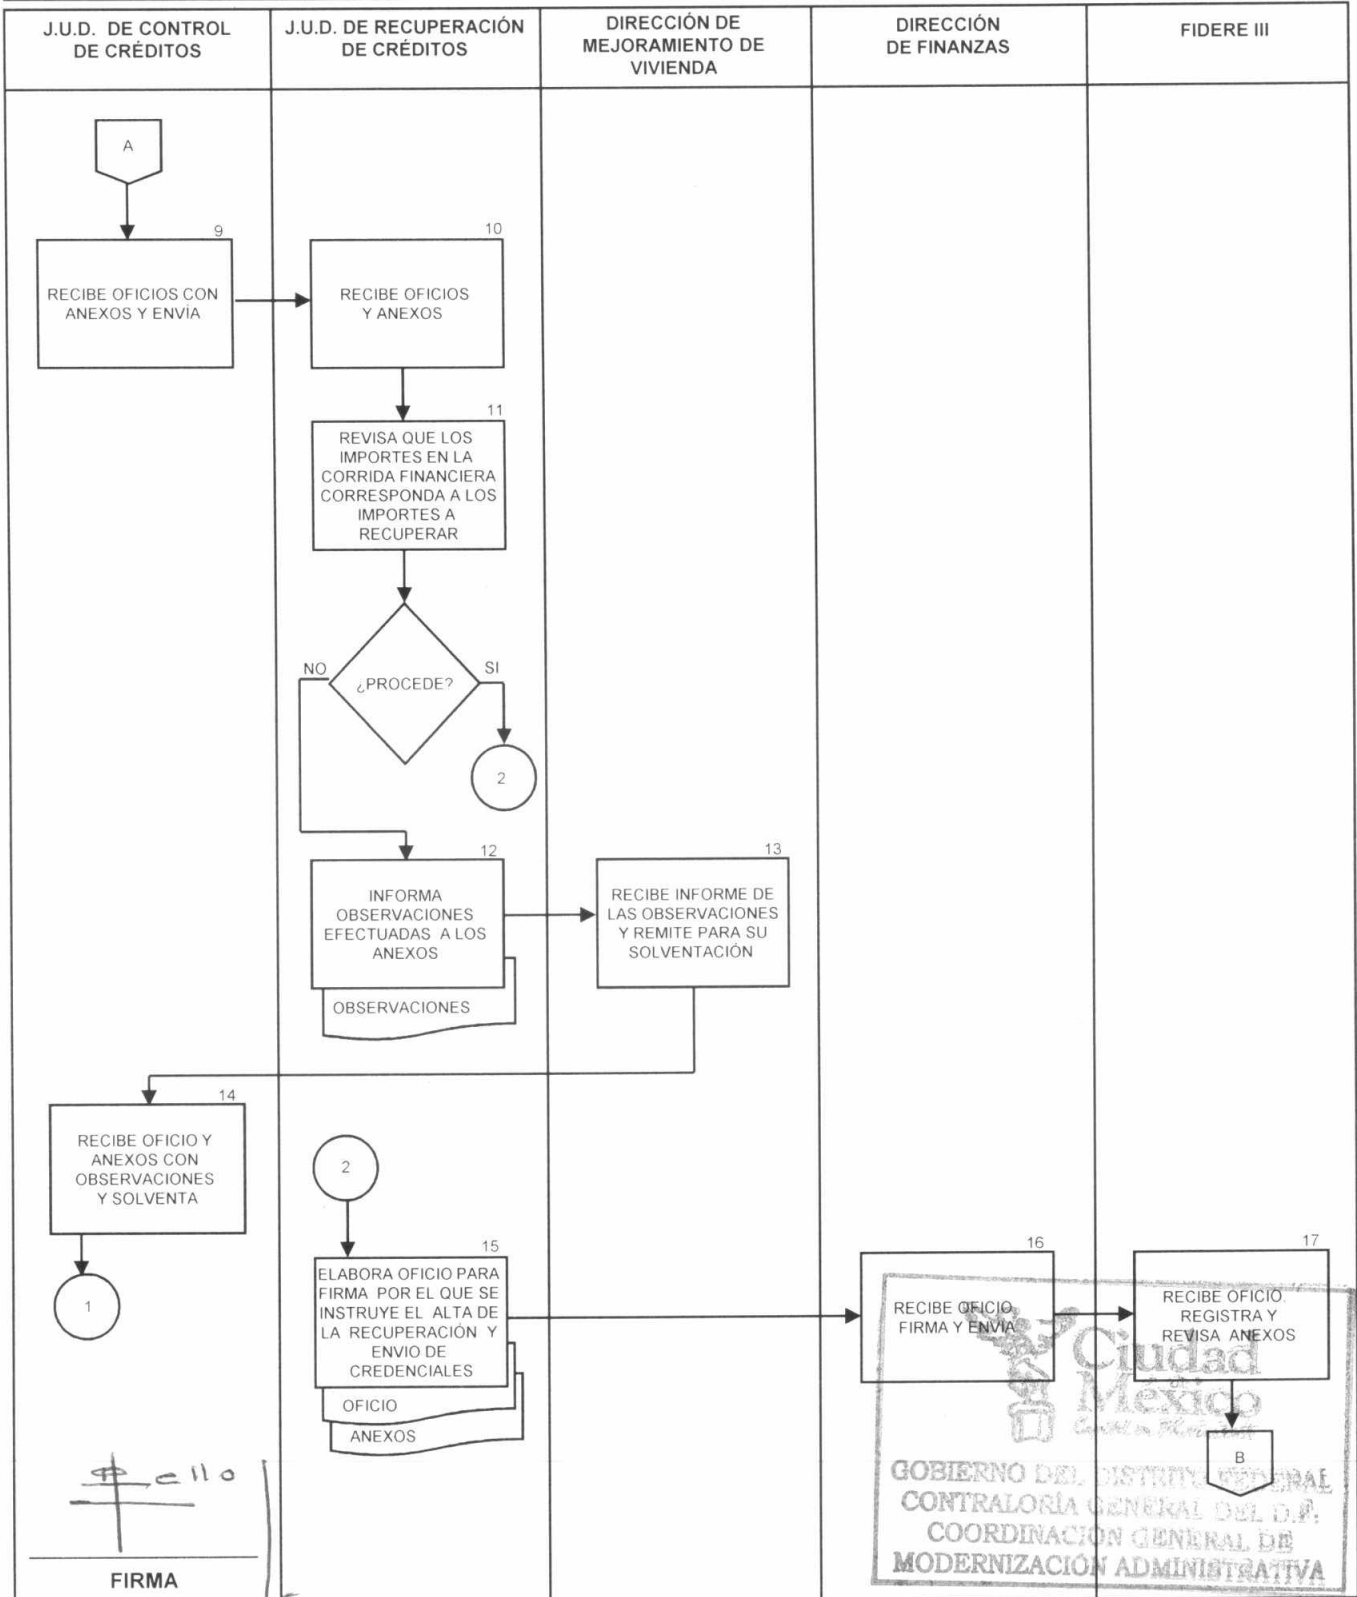 J.U.D. DE CONTROL
DE CRÉDITOS
J.U.D. DE RECUPERACIÓN
DE CRÉDITOS
DIRECCIÓN DE
MEJORAMIENTO DE
VIVIENDA
DIRECCIÓN
DE FINANZAS
FIDERE III
A
9
RECIBE OFICIOS CON
ANEXOS Y ENVÍA
10
RECIBE OFICIOS
Y ANEXOS
11
REVISA QUE LOS
IMPORTES EN LA
CORRIDA FINANCIERA
CORRESPONDA A LOS
IMPORTES A
RECUPERAR
NO
¿PROCEDE?
SI
2
12
INFORMA
OBSERVACIONES
EFECTUADAS A LOS
ANEXOS
OBSERVACIONES
13
RECIBE INFORME DE
LAS OBSERVACIONES
Y REMITE PARA SU
SOLVENTACIÓN
14
RECIBE OFICIO Y
ANEXOS CON
OBSERVACIONES
Y SOLVENTA
1
2
15
ELABORA OFICIO PARA
FIRMA POR EL QUE SE
INSTRUYE EL ALTA DE
LA RECUPERACIÓN Y
ENVIO DE
CREDENCIALES
OFICIO
ANEXOS
16
RECIBE OFICIO,
FIRMA Y ENVIA
17
RECIBE OFICIO.
REGISTRA Y
REVISA ANEXOS
B
Ciudad
México
GOBIERNO DEL DISTRITO FEDERAL
CONTRALORÍA GENERAL DEL D.F.
COORDINACIÓN GENERAL DE
MODERNIZACIÓN ADMINISTRATIVA
FIRMA